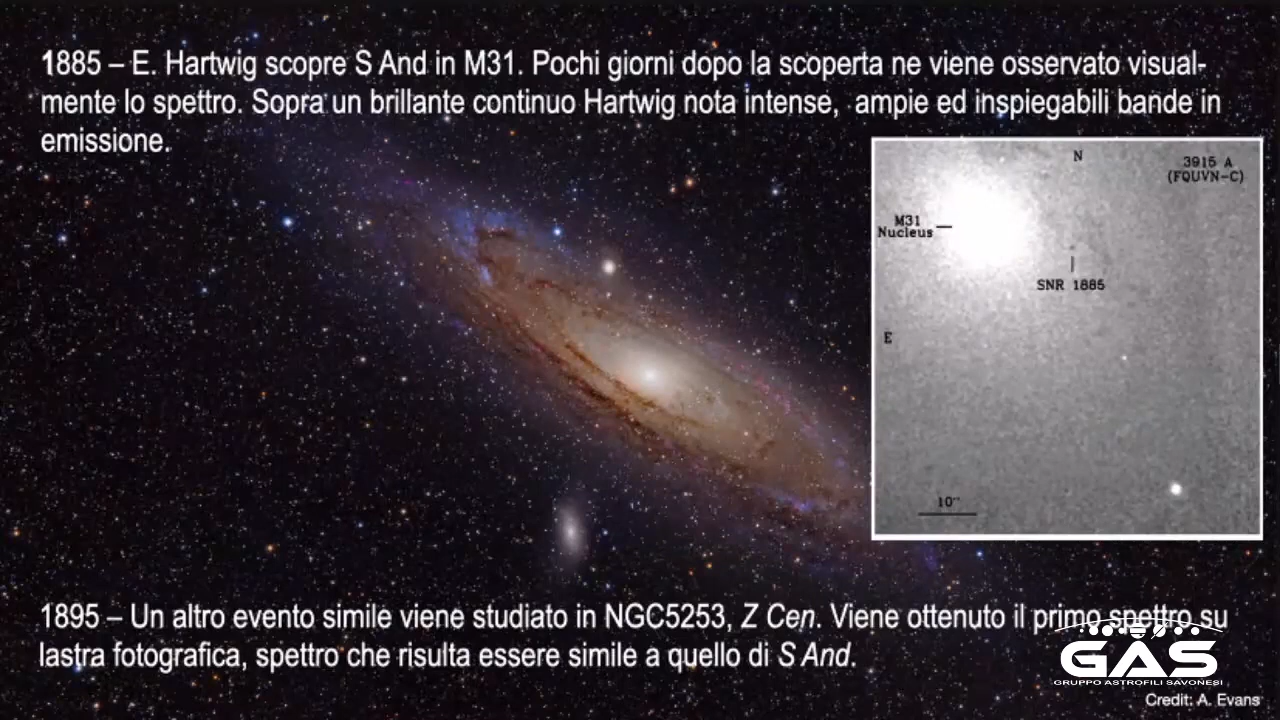 1885 – E. Hartwig scopre S And in M31. Pochi giorni dopo la scoperta ne viene osservato visual-
mente lo spettro. Sopra un brillante continuo Hartwig nota intense, ampie ed inspiegabili bande in
emissione.
N
3915 A
(FQUVN-C)
M31
Nucleus
SNR 1885
E
10''
1895 – Un altro evento simile viene studiato in NGC5253, Z Cen. Viene ottenuto il primo spettro su
lastra fotografica, spettro che risulta essere simile a quello di S And.
GAS
GRUPPO ASTROFILI SAVONESI
Credit: A. Evans